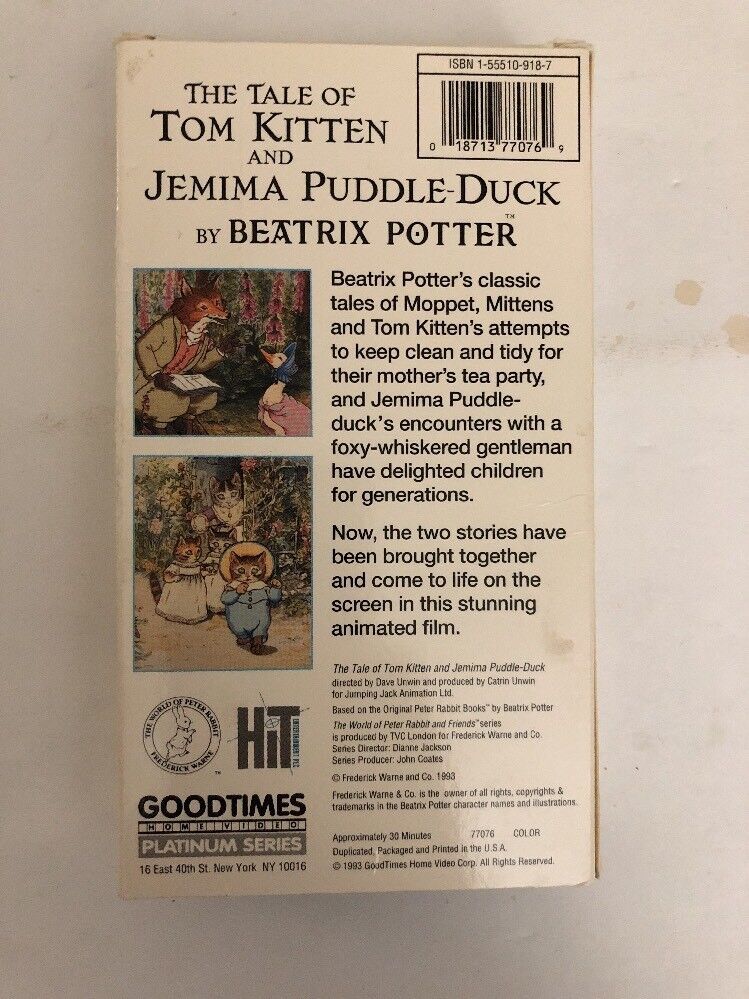 ISBN 1-55510-918-7
0 18713 77076 9
THE TALE OF
TOM KITTEN
AND
JEMIMA PUDDLE-DUCK
BY BEATRIX POTTER™
Beatrix Potter's classic
tales of Moppet, Mittens
and Tom Kitten's attempts
to keep clean and tidy for
their mother's tea party,
and Jemima Puddle-
duck's encounters with a
foxy-whiskered gentleman
have delighted children
for generations.
Now, the two stories have
been brought together
and come to life on the
screen in this stunning
animated film.
The Tale of Tom Kitten and Jemima Puddle-Duck
directed by Dave Unwin and produced by Catrin Unwin
for Jumping Jack Animation Ltd.
Based on the Original Peter Rabbit Books™ by Beatrix Potter
The World of Peter Rabbit and Friends™ series
is produced by TVC London for Frederick Warne and Co.
Series Director: Dianne Jackson
Series Producer: John Coates
© Frederick Warne and Co. 1993
Frederick Warne & Co. is the owner of all rights, copyrights &
trademarks in the Beatrix Potter character names and illustrations.
Approximately 30 Minutes 77076 COLOR
Duplicated, Packaged and Printed in the U.S.A.
© 1993 GoodTimes Home Video Corp. All Rights Reserved.
THE WORLD OF PETER RABBIT
FREDERICK WARNE
™
HiT
ENTERTAINMENT PLC
GOODTIMES
HOME VIDEO
PLATINUM SERIES
16 East 40th St. New York NY 10016